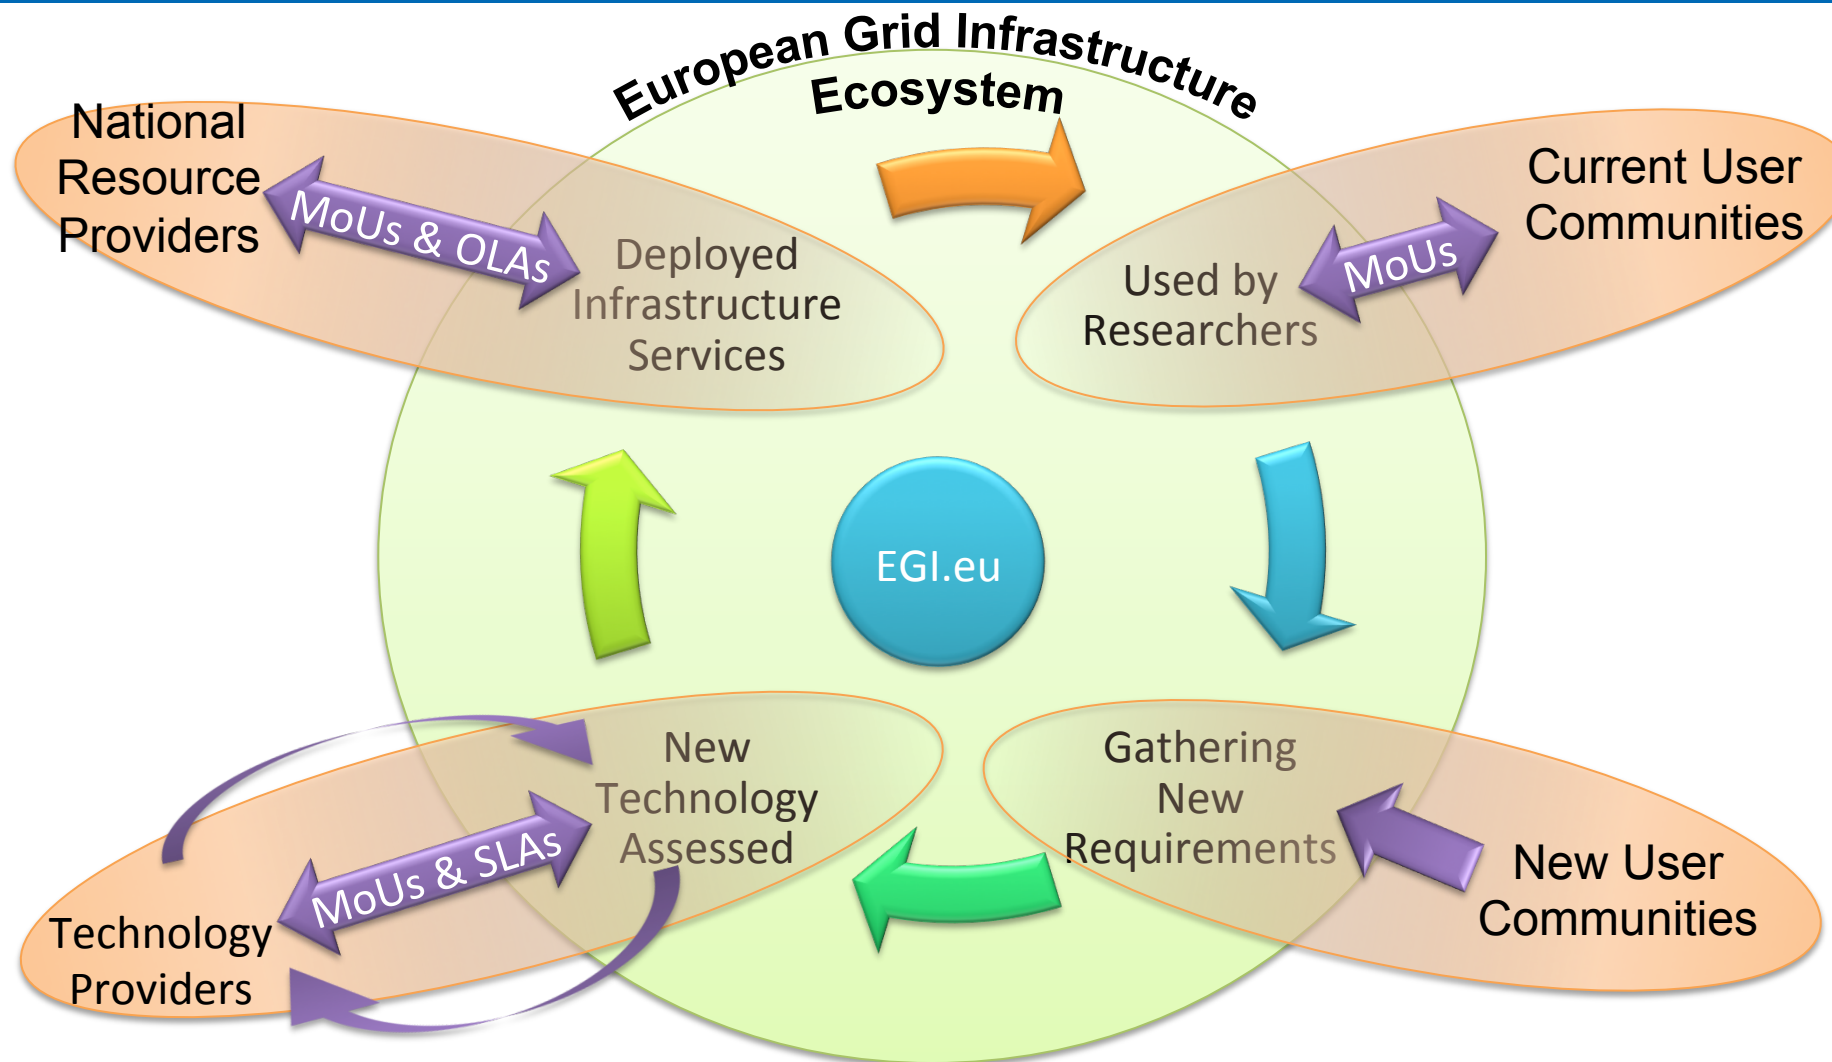 European Grid Infrastructure
Ecosystem
National
Resource
Providers
MoUs & OLAs
Deployed
Infrastructure
Services
Current User
Communities
MoUs
Used by
Researchers
EGI.eu
New
Technology
Assessed
MoUs & SLAs
Technology
Providers
Gathering
New
Requirements
New User
Communities